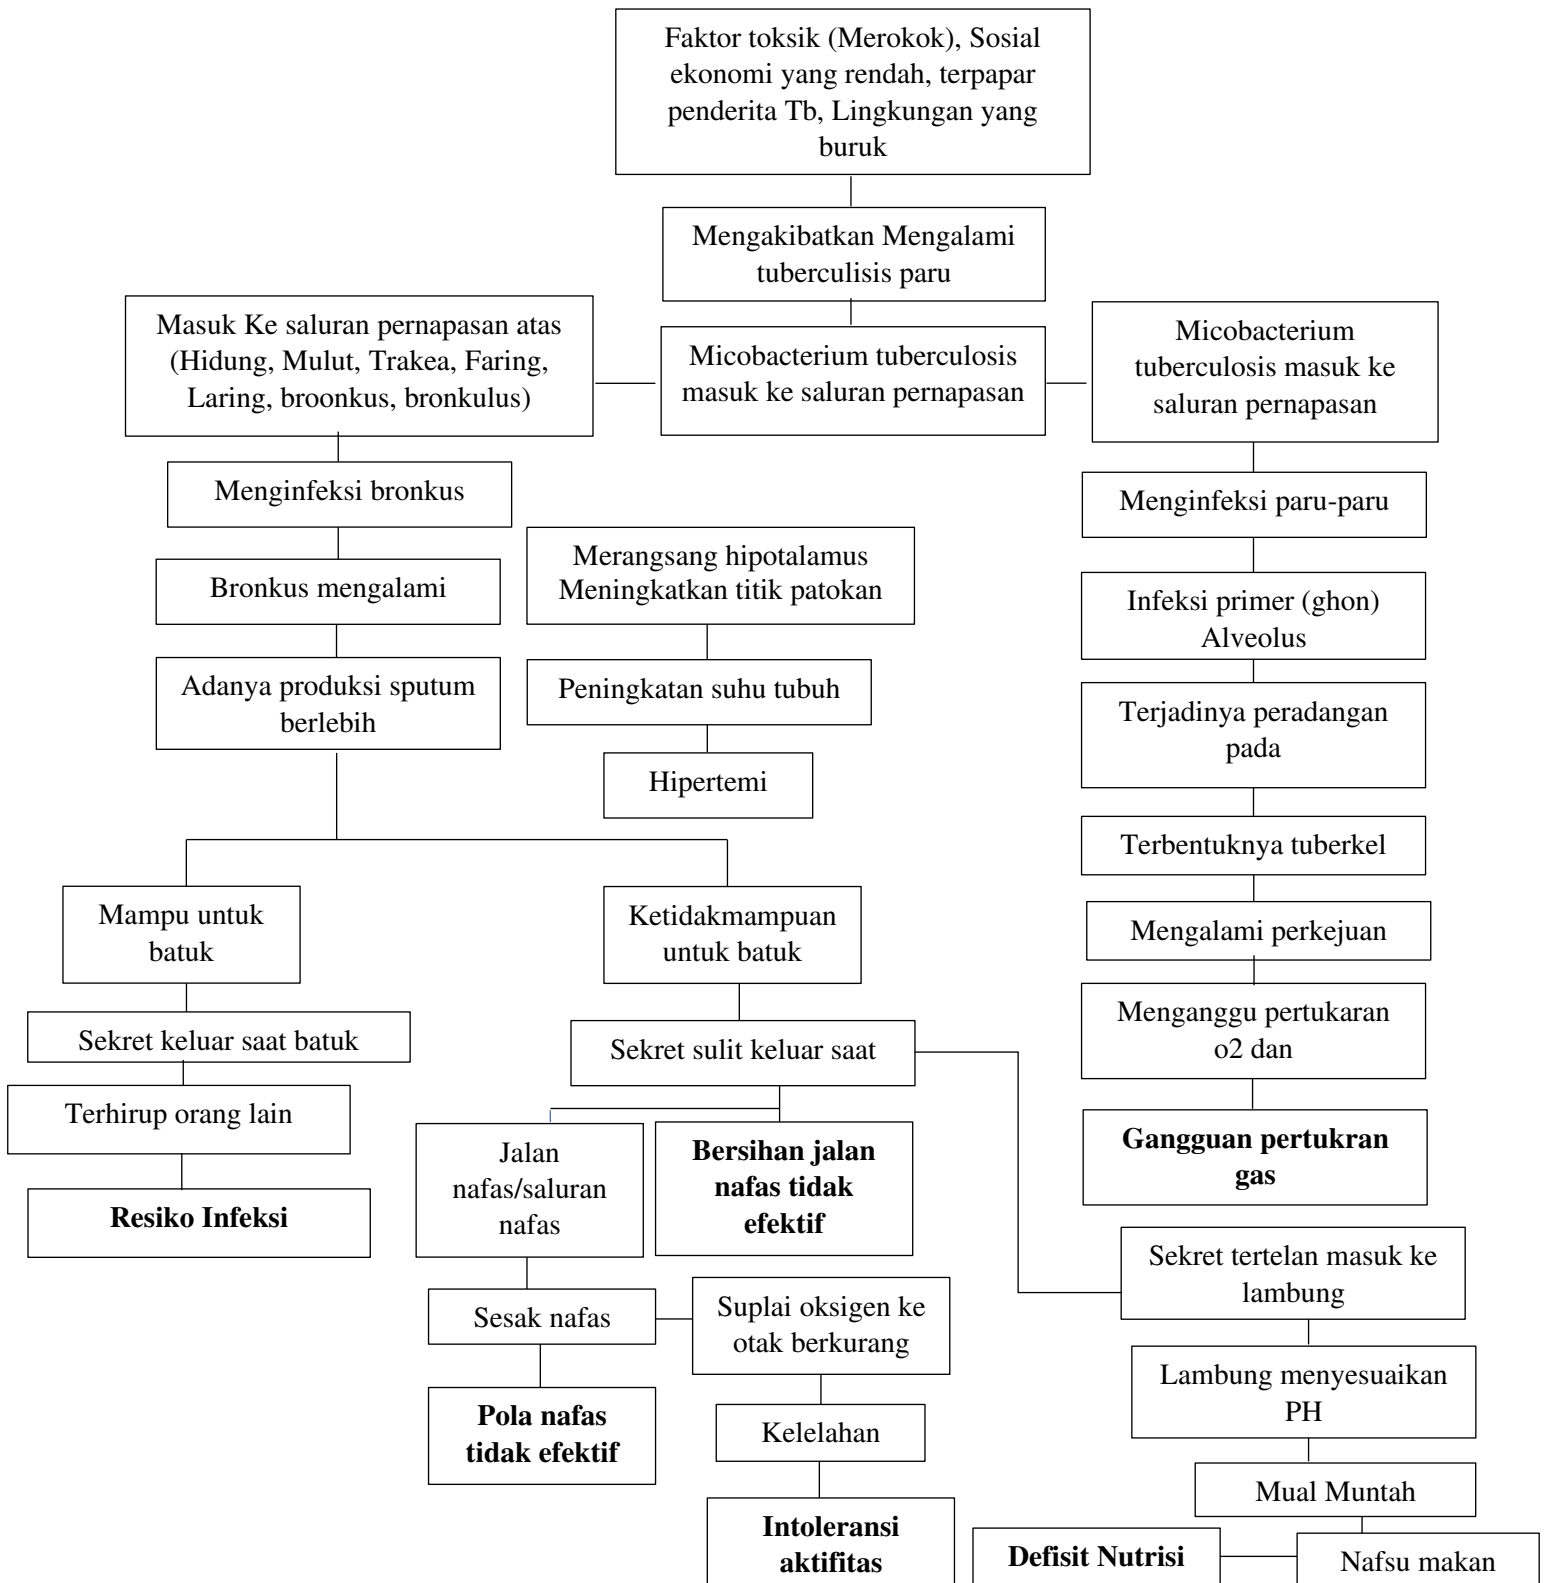 Faktor toksik (Merokok), Sosial
ekonomi yang rendah, terpapar
penderita Tb, Lingkungan yang
buruk
Mengakibatkan Mengalami
tuberculisis paru
Masuk Ke saluran pernapasan atas
(Hidung, Mulut, Trakea, Faring,
Laring, broonkus, bronkulus)
Micobacterium tuberculosis
masuk ke saluran pernapasan
Micobacterium
tuberculosis masuk ke
saluran pernapasan
Menginfeksi bronkus
Bronkus mengalami
Adanya produksi sputum
berlebih
Merangsang hipotalamus
Meningkatkan titik patokan
Peningkatan suhu tubuh
Hipertemi
Menginfeksi paru-paru
Infeksi primer (ghon)
Alveolus
Terjadinya peradangan
pada
Terbentuknya tuberkel
Mengalami perkejuan
Menganggu pertukaran
o2 dan
Gangguan pertukran
gas
Mampu untuk
batuk
Sekret keluar saat batuk
Terhirup orang lain
Resiko Infeksi
Ketidakmampuan
untuk batuk
Sekret sulit keluar saat
Jalan
nafas/saluran
nafas
Bersihan jalan
nafas tidak
efektif
Sesak nafas
Pola nafas
tidak efektif
Suplai oksigen ke
otak berkurang
Kelelahan
Intoleransi
aktifitas
Sekret tertelan masuk ke
lambung
Lambung menyesuaikan
PH
Mual Muntah
Nafsu makan
Defisit Nutrisi